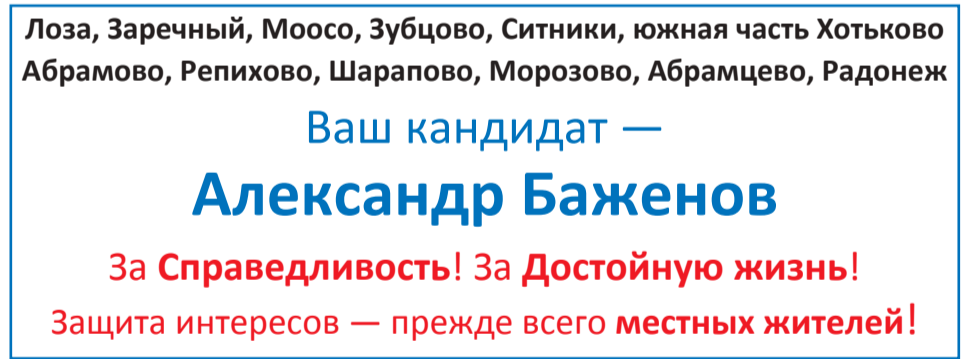 Лоза, Заречный, Моосо, Зубцово, Ситники, южная часть Хотьково
Абрамово, Репихово, Шарапово, Морозово, Абрамцево, Радонеж
Ваш кандидат —
Александр Баженов
За Справедливость! За Достойную жизнь!
Защита интересов — прежде всего местных жителей!